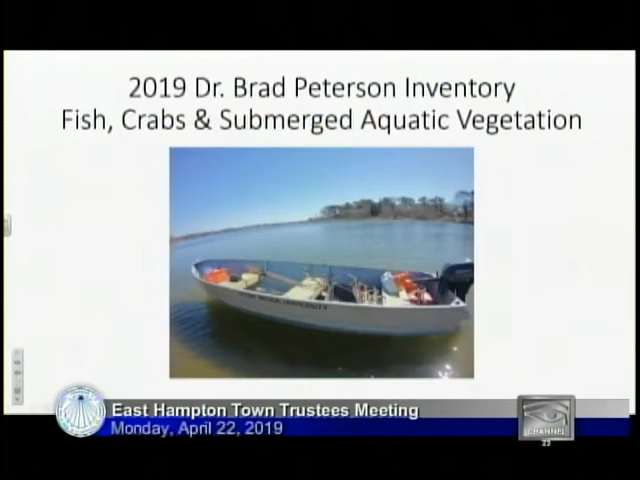 2019 Dr. Brad Peterson Inventory
Fish, Crabs & Submerged Aquatic Vegetation
East Hampton Town Trustees Meeting
Monday, April 22, 2019
CHANNEL
22